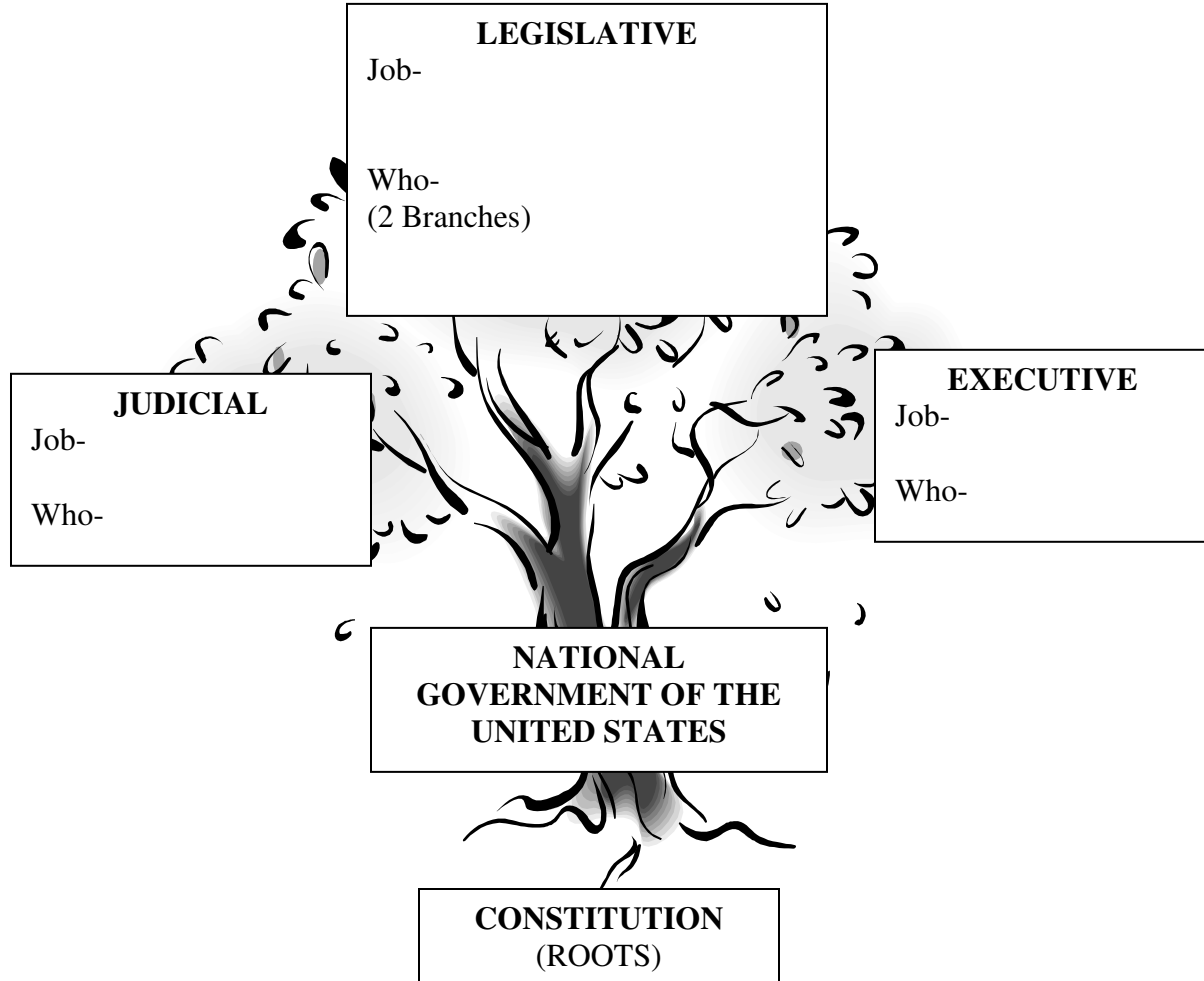 LEGISLATIVE
Job-
Who-
(2 Branches)
JUDICIAL
Job-
Who-
EXECUTIVE
Job-
Who-
NATIONAL
GOVERNMENT OF THE
UNITED STATES
CONSTITUTION
(ROOTS)